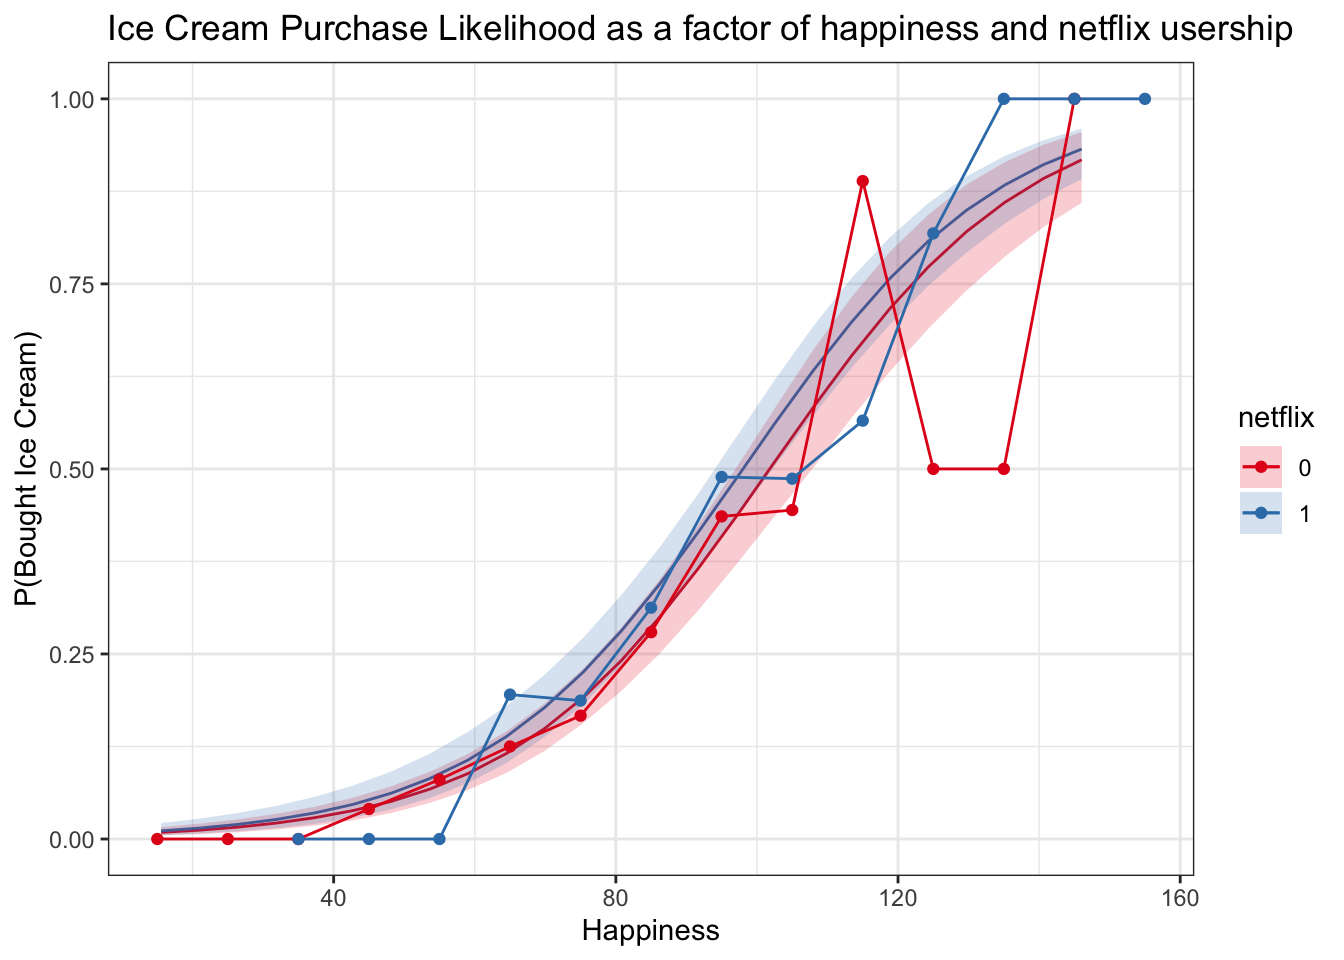 Ice Cream Purchase Likelihood as a factor of happiness and netflix usership
1.00
0.75
0.50
0.25
0.00
P(Bought Ice Cream)
40
80
120
160
Happiness
netflix
0
1